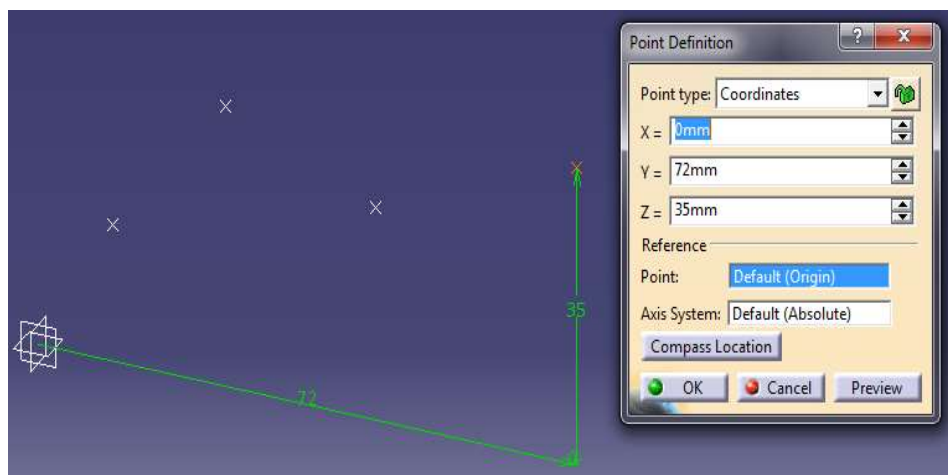 Point Definition
?
X
Point type: Coordinates
X = 0mm
Y = 72mm
Z = 35mm
Reference
Point: Default (Origin)
Axis System: Default (Absolute)
Compass Location
OK Cancel Preview
35
72